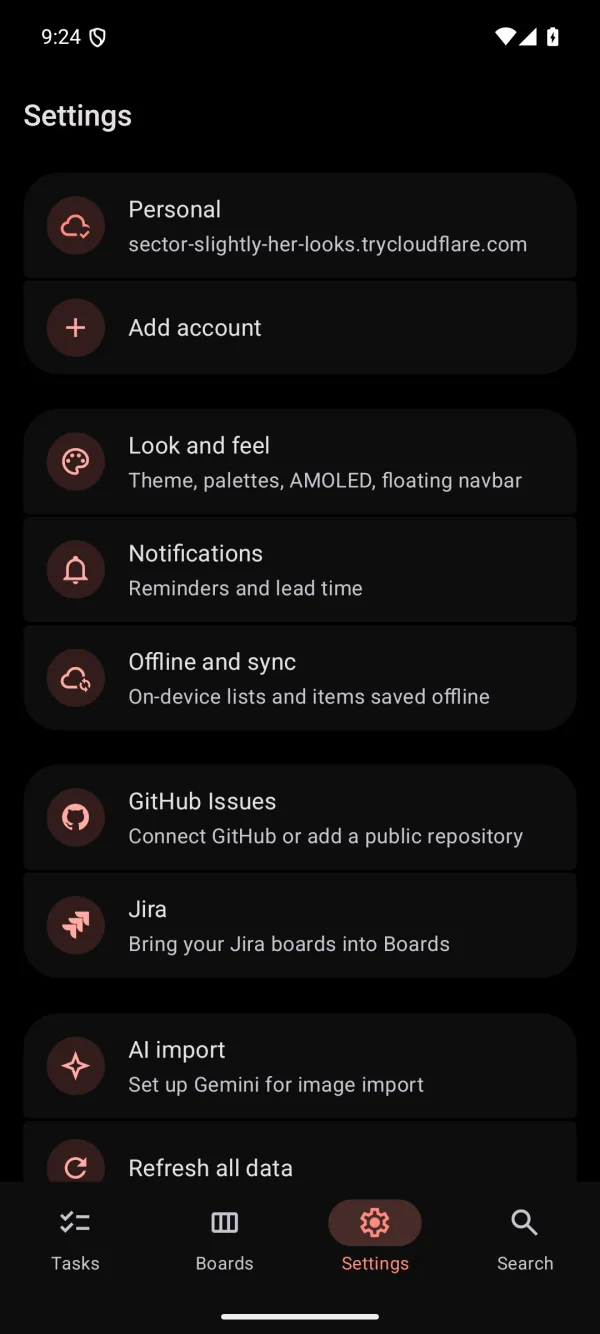 9:24
Settings
Personal
sector-slightly-her-looks.trycloudflare.com
Add account
Look and feel
Theme, palettes, AMOLED, floating navbar
Notifications
Reminders and lead time
Offline and sync
On-device lists and items saved offline
GitHub Issues
Connect GitHub or add a public repository
Jira
Bring your Jira boards into Boards
AI import
Set up Gemini for image import
Refresh all data
Tasks
Boards
Settings
Search